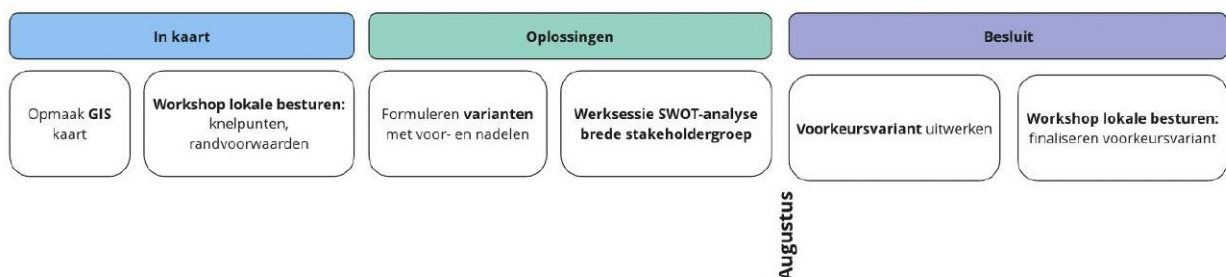 In kaart
Oplossingen
Besluit
Opmaak GIS
kaart
Workshop lokale besturen:
knelpunten,
randvoorwaarden
Formuleren varianten
met voor- en nadelen
Werksessie SWOT-analyse
brede stakeholdergroep
Voorkeursvariant uitwerken
Workshop lokale besturen:
finaliseren voorkeursvariant
Augustus